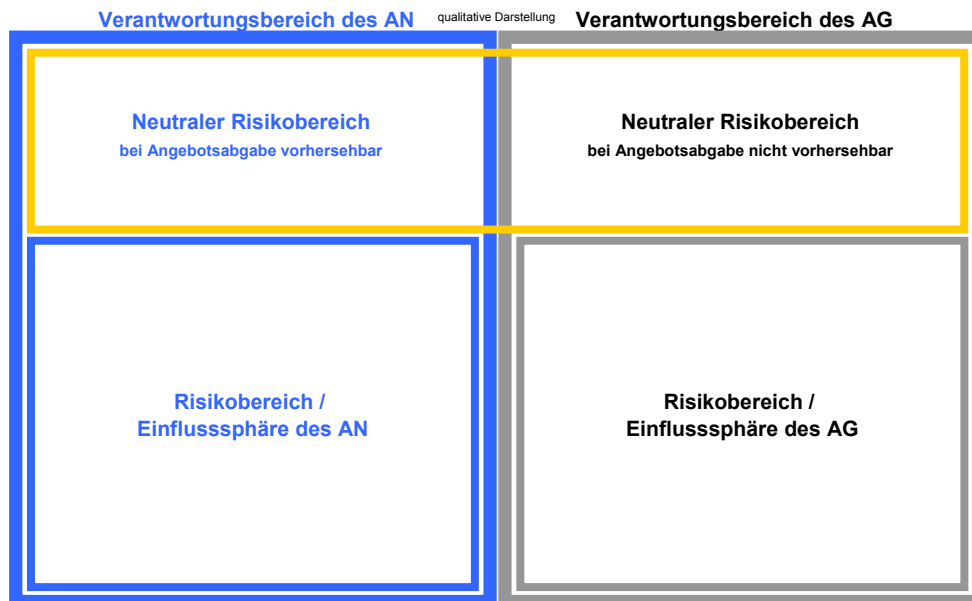 Verantwortungsbereich des AN
qualitative Darstellung
Verantwortungsbereich des AG
Neutraler Risikobereich
bei Angebotsabgabe vorhersehbar
Neutraler Risikobereich
bei Angebotsabgabe nicht vorhersehbar
Risikobereich /
Einflusssphäre des AN
Risikobereich /
Einflusssphäre des AG